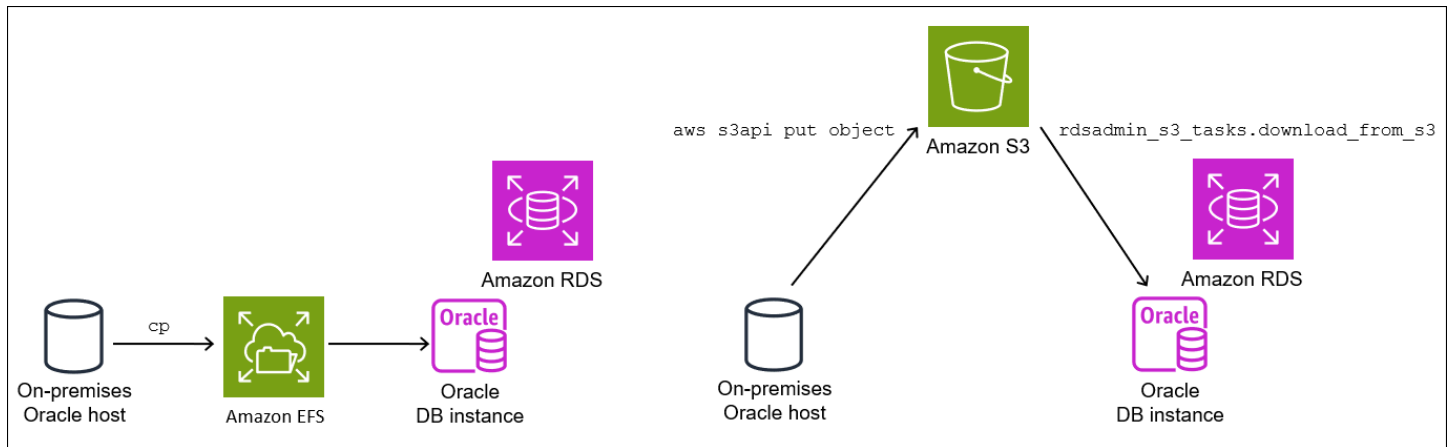 cp
On-premises
Oracle host
Amazon EFS
Amazon RDS
Oracle
Oracle
DB instance
aws s3api put object
Amazon S3
rdsadmin_s3_tasks.download_from_s3
On-premises
Oracle host
Amazon RDS
Oracle
Oracle
DB instance